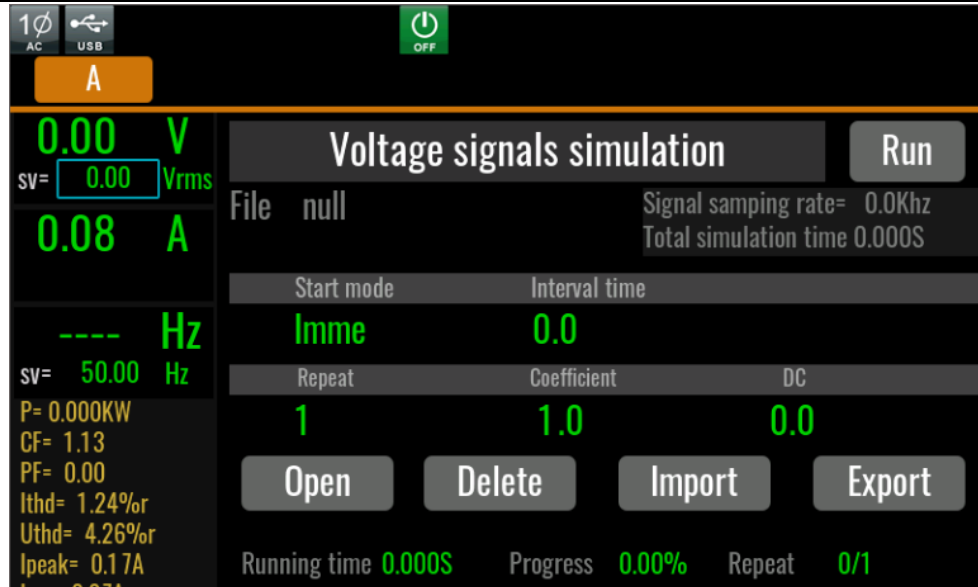 1Ø
AC
USB
OFF
A
0.00 V
sv= 0.00 Vrms
0.08 A
---- Hz
sv= 50.00 Hz
P= 0.000KW
CF= 1.13
PF= 0.00
Ithd= 1.24%r
Uthd= 4.26%r
Ipeak= 0.17A
Voltage signals simulation
Run
File null
Signal samping rate= 0.0Khz
Total simulation time 0.000S
Start mode Interval time
Imme 0.0
Repeat Coefficient DC
1 1.0 0.0
Open Delete Import Export
Running time 0.000S Progress 0.00% Repeat 0/1